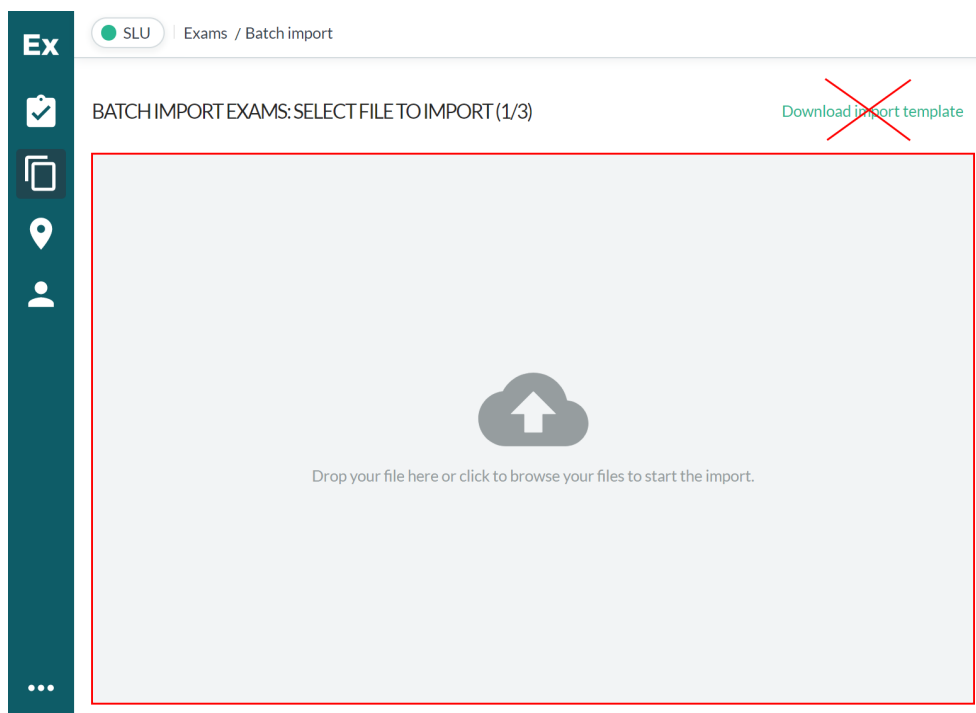 Ex
SLU
Exams / Batch import
BATCH IMPORT EXAMS: SELECT FILE TO IMPORT (1/3)
Download import template
Drop your file here or click to browse your files to start the import.